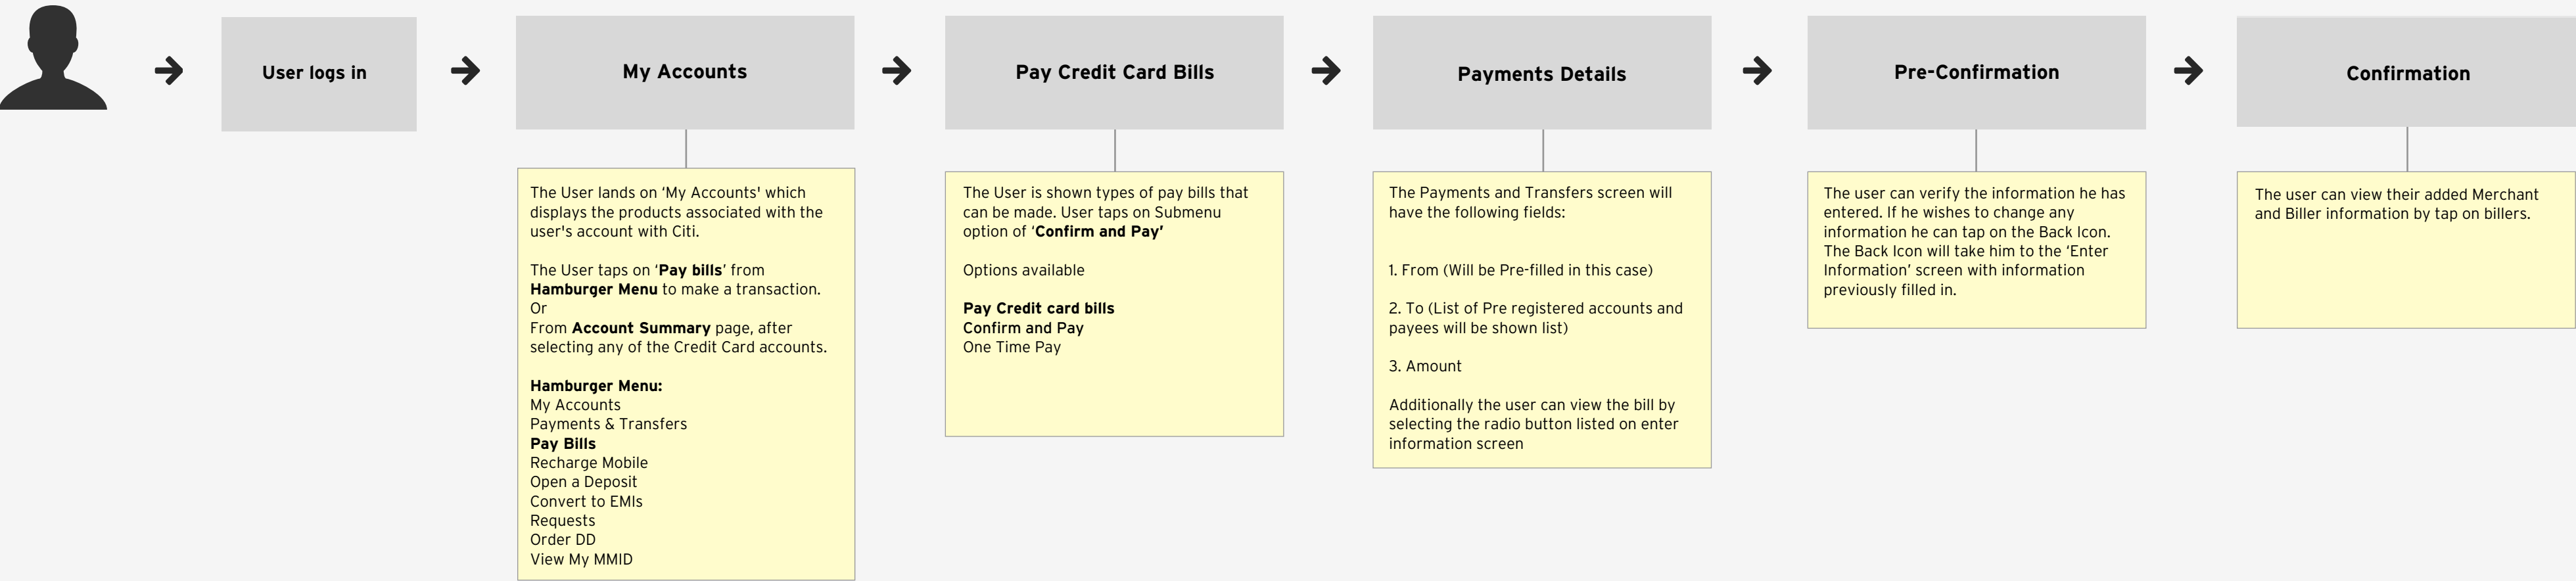 User logs in
My Accounts
Pay Credit Card Bills
Payments Details
Pre-Confirmation
Confirmation
The User lands on ‘My Accounts' which
displays the products associated with the
user's account with Citi.
The User taps on ‘Pay bills’ from
Hamburger Menu to make a transaction.
Or
From Account Summary page, after
selecting any of the Credit Card accounts.
Hamburger Menu:
My Accounts
Payments & Transfers
Pay Bills
Recharge Mobile
Open a Deposit
Convert to EMIs
Requests
Order DD
View My MMID
The User is shown types of pay bills that
can be made. User taps on Submenu
option of ‘Confirm and Pay’
Options available
Pay Credit card bills
Confirm and Pay
One Time Pay
The Payments and Transfers screen will
have the following fields:
1. From (Will be Pre-filled in this case)
2. To (List of Pre registered accounts and
payees will be shown list)
3. Amount
Additionally the user can view the bill by
selecting the radio button listed on enter
information screen
The user can verify the information he has
entered. If he wishes to change any
information he can tap on the Back Icon.
The Back Icon will take him to the ‘Enter
Information’ screen with information
previously filled in.
The user can view their added Merchant
and Biller information by tap on billers.